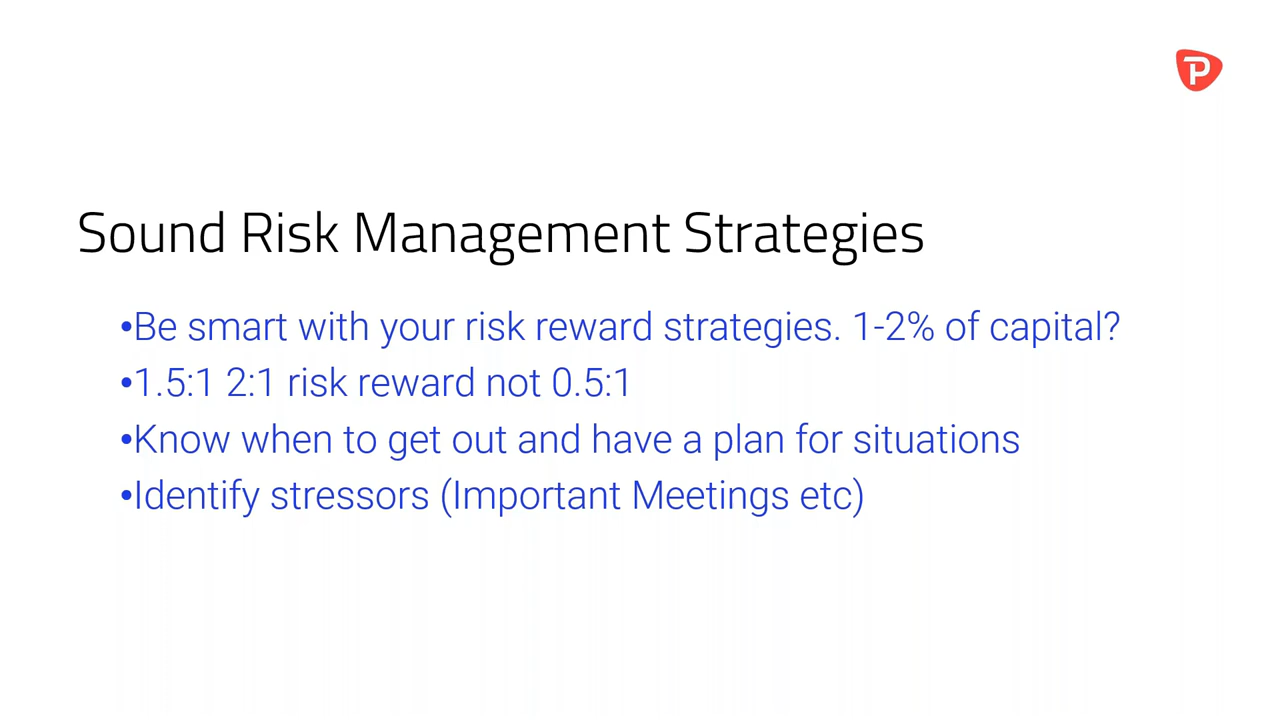 P
Sound Risk Management Strategies
•Be smart with your risk reward strategies. 1-2% of capital?
•1.5:1 2:1 risk reward not 0.5:1
•Know when to get out and have a plan for situations
•Identify stressors (Important Meetings etc)